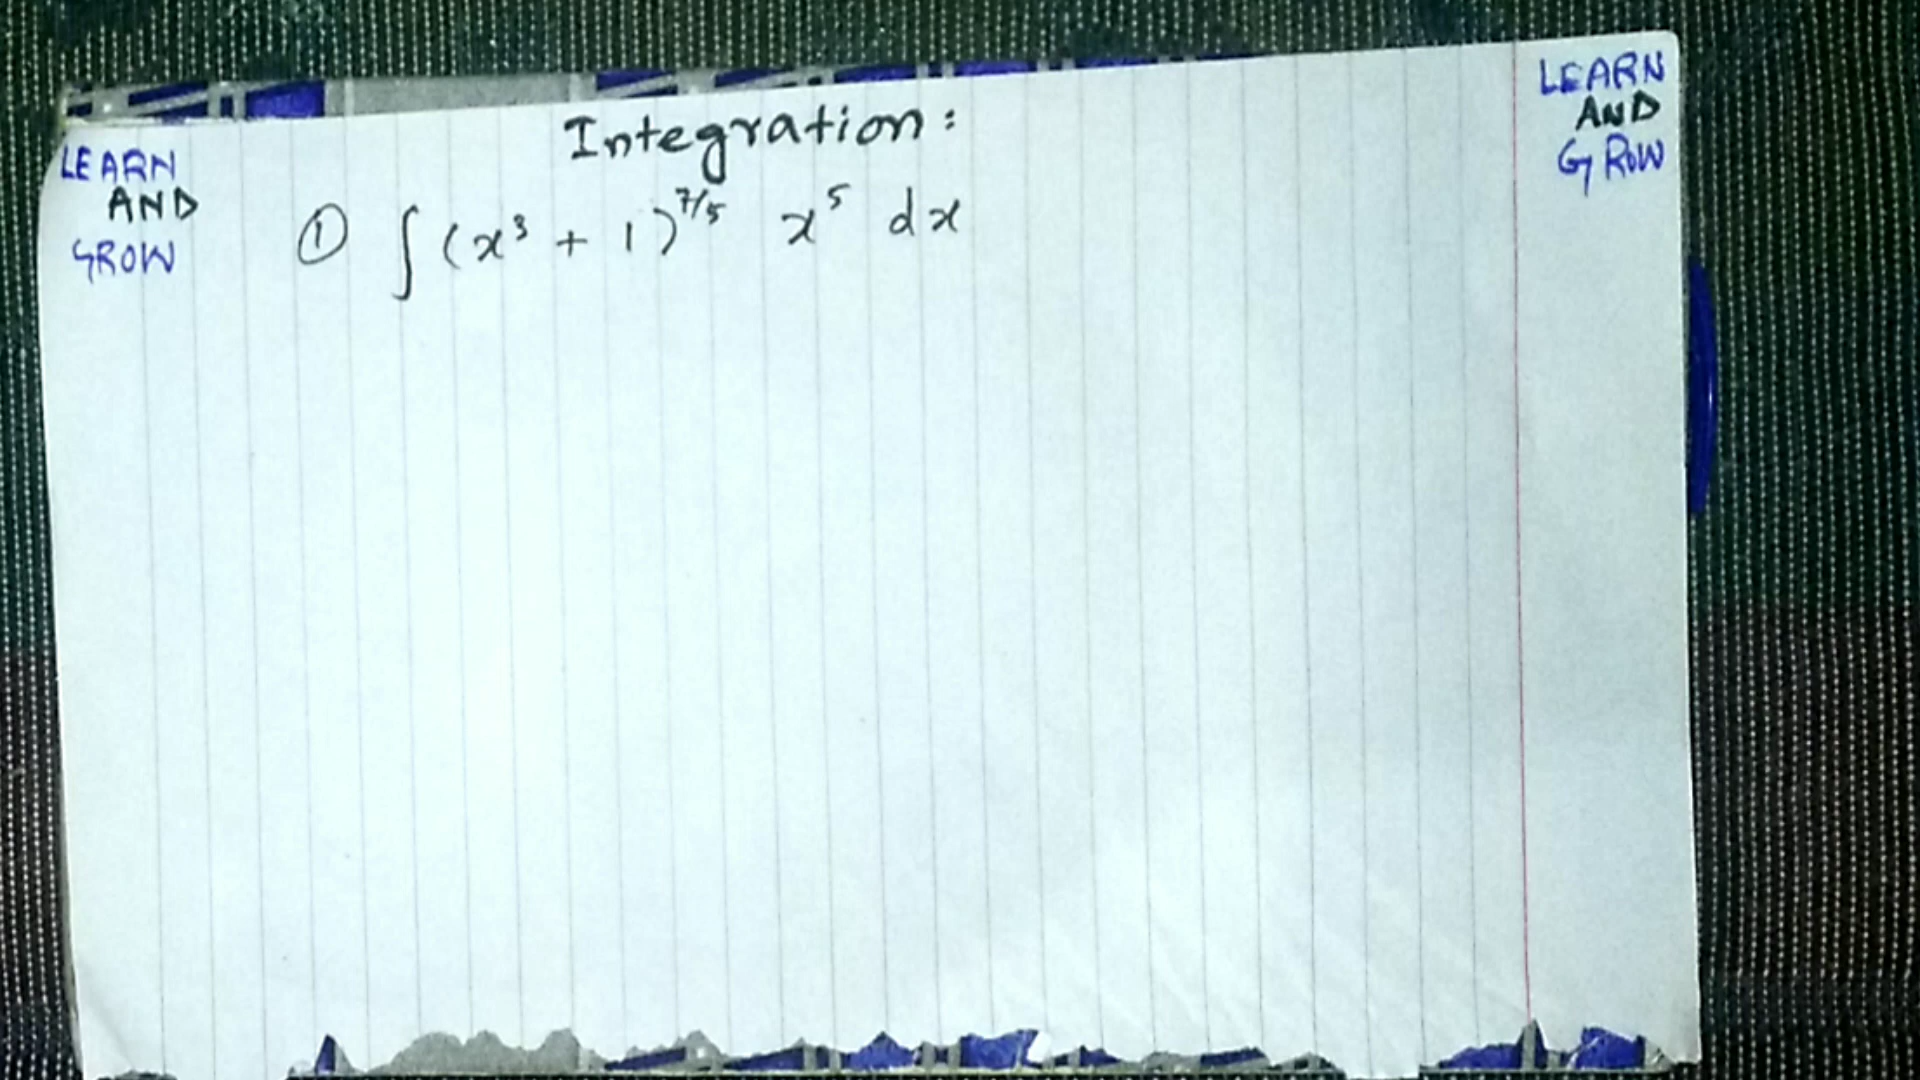 Integration:
LEARN
AND
GROW
① ∫ (x³ + 1)^{7/5} x⁵ dx
LEARN
AND
GROW